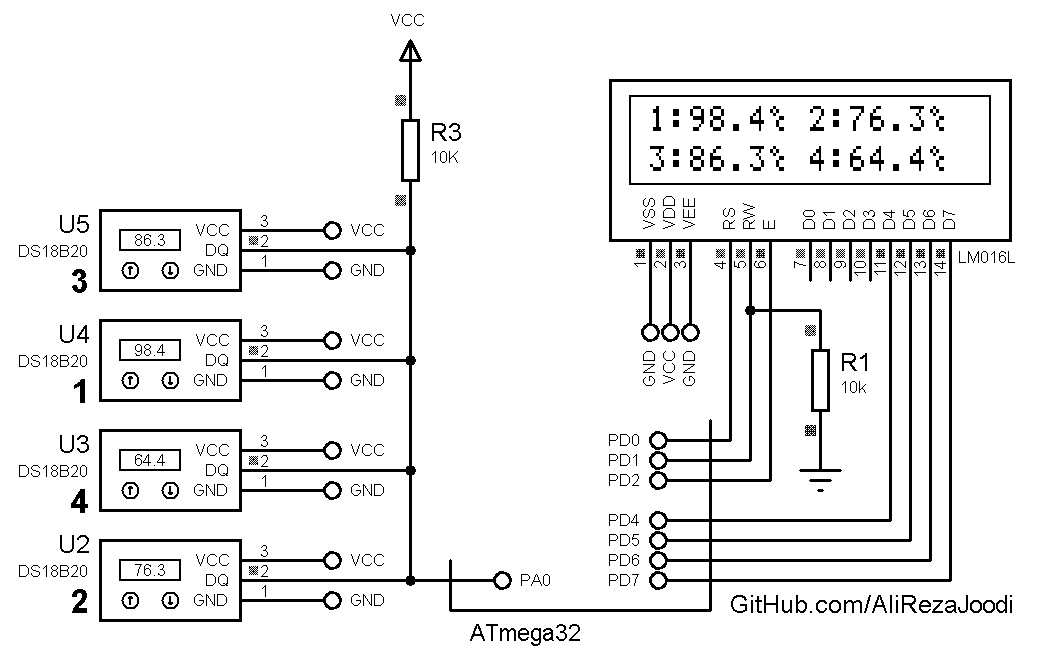 VCC
R3
10K
U5
DS18B20
3
86.3
VCC
DQ
GND
3
2
1
VCC
GND
U4
DS18B20
1
98.4
VCC
DQ
GND
3
2
1
VCC
GND
U3
DS18B20
4
64.4
VCC
DQ
GND
3
2
1
VCC
GND
U2
DS18B20
2
76.3
VCC
DQ
GND
3
2
1
VCC
GND
PA0
ATmega32
1:98.4% 2:76.3%
3:86.3% 4:64.4%
VSS
VDD
VEE
RS
RW
E
D0
D1
D2
D3
D4
D5
D6
D7
1
2
3
4
5
6
7
8
9
10
11
12
13
14
LM016L
GND
VCC
GND
R1
10k
PD0
PD1
PD2
PD4
PD5
PD6
PD7
GitHub.com/AliRezaJoodi